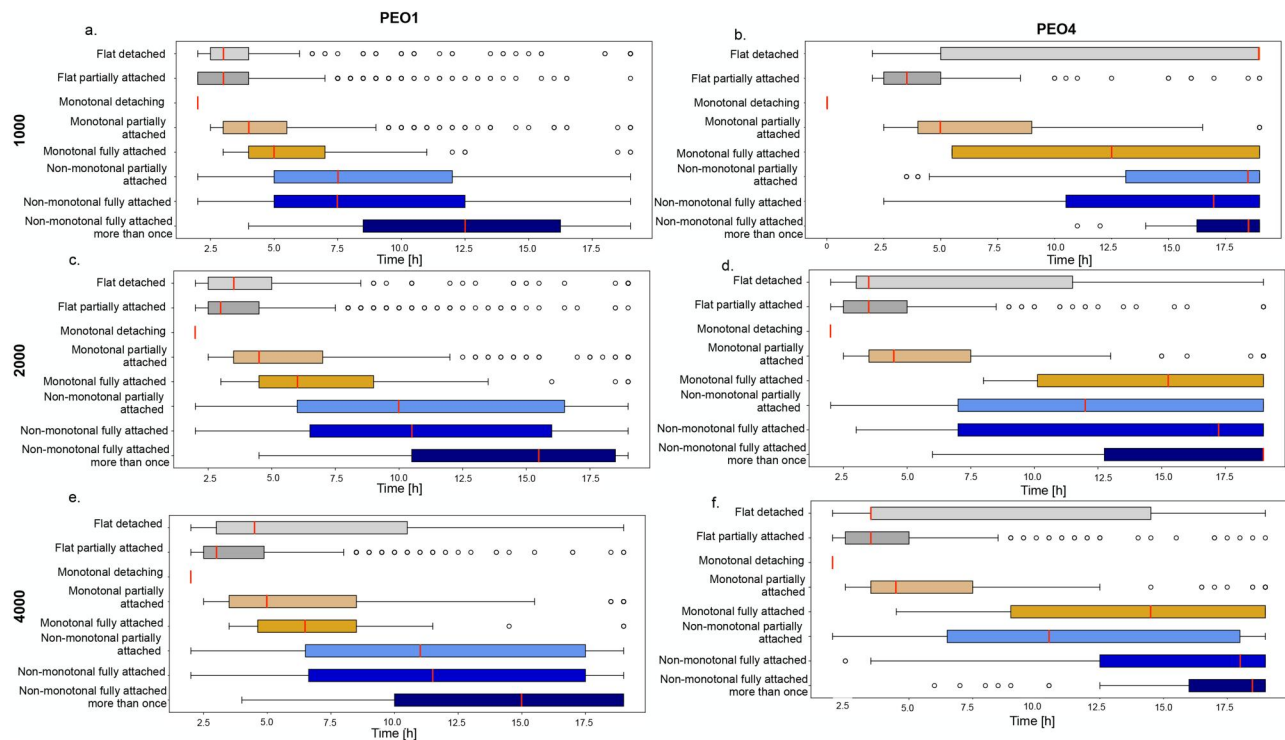 PEO1
PEO4
a.
Flat detached
Flat partially attached
Monotonal detaching
Monotonal partially
attached
Monotonal fully attached
Non-monotonal partially
attached
Non-monotonal fully attached
Non-monotonal fully attached
more than once
1000
2.5 5.0 7.5 10.0 12.5 15.0 17.5
Time [h]
b.
Flat detached
Flat partially attached
Monotonal detaching
Monotonal partially
attached
Monotonal fully attached
Non-monotonal partially
attached
Non-monotonal fully attached
Non-monotonal fully attached
more than once
0 2.5 5.0 7.5 10.0 12.5 15.0 17.5
Time [h]
c.
Flat detached
Flat partially attached
Monotonal detaching
Monotonal partially
attached
Monotonal fully attached
Non-monotonal partially
attached
Non-monotonal fully attached
Non-monotonal fully attached
more than once
2000
2.5 5.0 7.5 10.0 12.5 15.0 17.5
Time [h]
d.
Flat detached
Flat partially attached
Monotonal detaching
Monotonal partially
attached
Monotonal fully attached
Non-monotonal partially
attached
Non-monotonal fully attached
Non-monotonal fully attached
more than once
2.5 5.0 7.5 10.0 12.5 15.0 17.5
Time [h]
e.
Flat detached
Flat partially attached
Monotonal detaching
Monotonal partially
attached
Monotonal fully attached
Non-monotonal partially
attached
Non-monotonal fully attached
Non-monotonal fully attached
more than once
4000
2.5 5.0 7.5 10.0 12.5 15.0 17.5
Time [h]
f.
Flat detached
Flat partially attached
Monotonal detaching
Monotonal partially
attached
Monotonal fully attached
Non-monotonal partially
attached
Non-monotonal fully attached
Non-monotonal fully attached
more than once
2.5 5.0 7.5 10.0 12.5 15.0 17.5
Time [h]